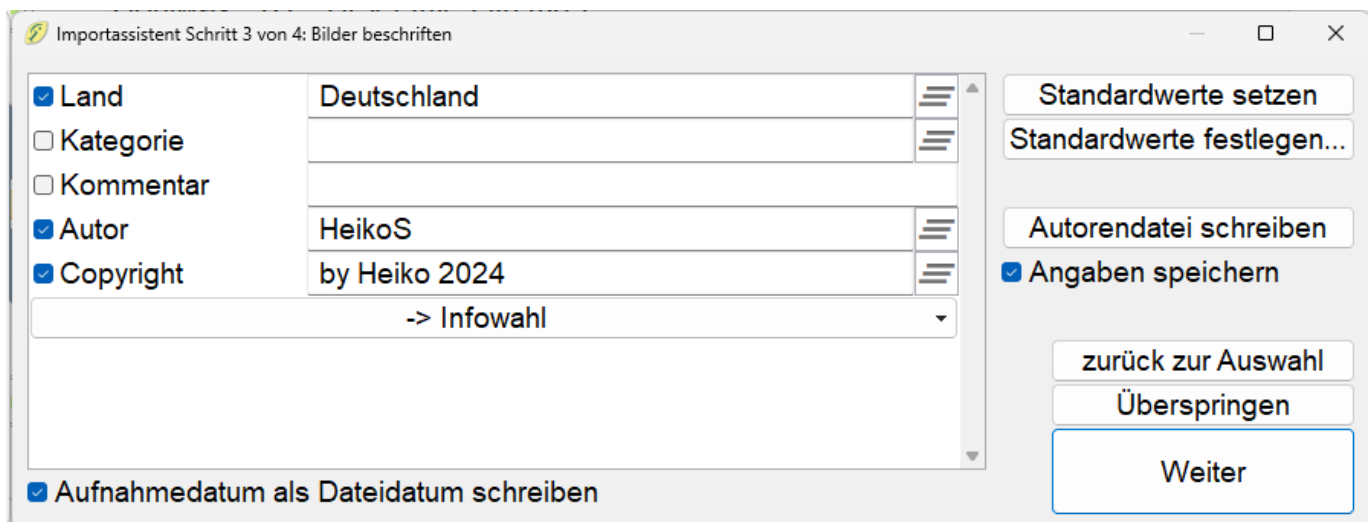 Importassistent Schritt 3 von 4: Bilder beschriften
Land Deutschland
Kategorie
Kommentar
Autor HeikoS
Copyright by Heiko 2024
-> Infowahl
Aufnahmedatum als Dateidatum schreiben
Standardwerte setzen
Standardwerte festlegen...
Autorendatei schreiben
Angaben speichern
zurück zur Auswahl
Überspringen
Weiter